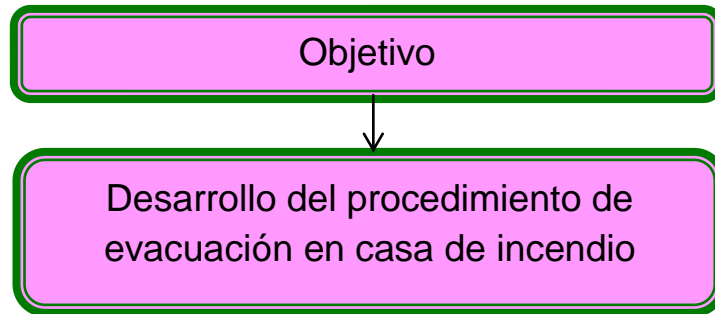 Objetivo
Desarrollo del procedimiento de
evacuación en casa de incendio